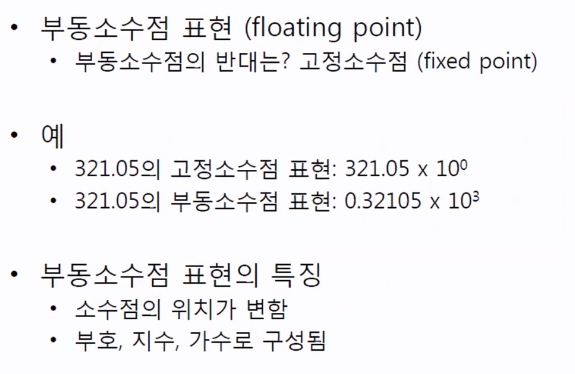 • 부동소수점 표현 (floating point)
• 부동소수점의 반대는? 고정소수점 (fixed point)
• 예
• 321.05의 고정소수점 표현: 321.05 x 10⁰
• 321.05의 부동소수점 표현: 0.32105 x 10³
• 부동소수점 표현의 특징
• 소수점의 위치가 변함
• 부호, 지수, 가수로 구성됨